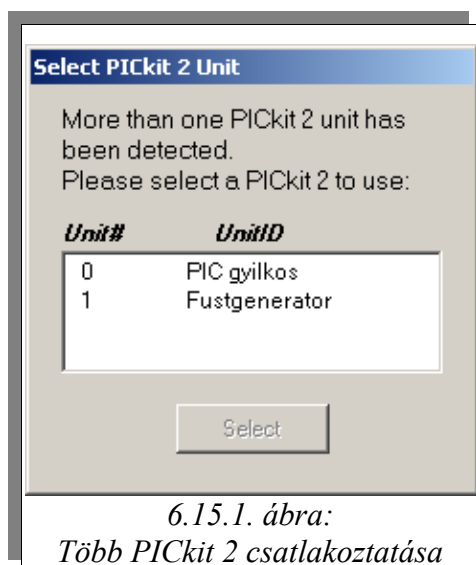 Select PICkit 2 Unit
More than one PICkit 2 unit has
been detected.
Please select a PICkit 2 to use:
Unit# UnitID
0 PIC gyilkos
1 Fustgenerator
Select
6.15.1. ábra:
Több PICkit 2 csatlakoztatása